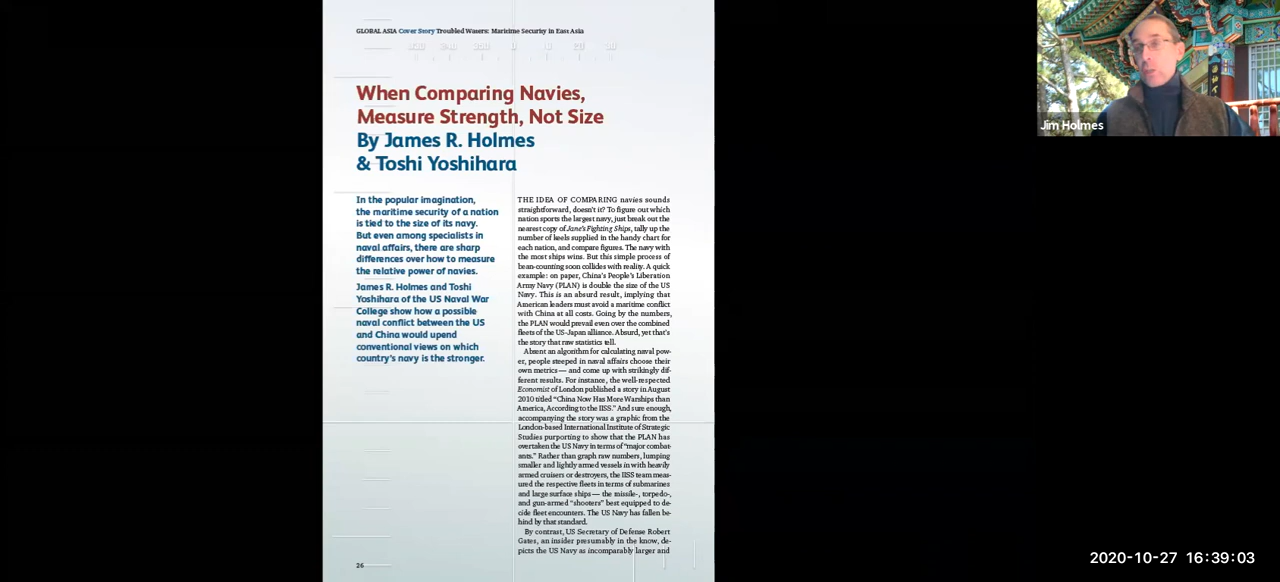 GLOBAL ASIA Cover Story Troubled Waters: Maritime Security in East Asia
When Comparing Navies,
Measure Strength, Not Size
By James R. Holmes
& Toshi Yoshihara
In the popular imagination,
the maritime security of a nation
is tied to the size of its navy.
But even among specialists in
naval affairs, there are sharp
differences over how to measure
the relative power of navies.
James R. Holmes and Toshi
Yoshihara of the US Naval War
College show how a possible
naval conflict between the US
and China would upend
conventional views on which
country's navy is the stronger.
THE IDEA OF COMPARING navies sounds
straightforward, doesn't it? To figure out which
nation sports the largest navy, just break out the
nearest copy of Jane's Fighting Ships, tally up the
number of keels supplied in the handy chart for
each nation, and compare figures. The navy with
the most ships wins. But this simple process of
bean-counting soon collides with reality. A quick
example: on paper, China's People's Liberation
Army Navy (PLAN) is double the size of the US
Navy. This is an absurd result, implying that
American leaders must avoid a maritime conflict
with China at all costs. Going by the numbers,
the PLAN would prevail even over the combined
fleets of the US-Japan alliance. Absurd, yet that's
the story that raw statistics tell.
Absent an algorithm for calculating naval pow-
er, people steeped in naval affairs choose their
own metrics — and come up with strikingly dif-
ferent results. For instance, the well-respected
Economist of London published a story in August
2010 titled "China Now Has More Warships than
America, According to the IISS." And sure enough,
accompanying the story was a graphic from the
London-based International Institute of Strategic
Studies purporting to show that the PLAN has
overtaken the US Navy in terms of "major combat-
ants." Rather than graph raw numbers, lumping
smaller and lightly armed vessels in with heavily
armed cruisers or destroyers, the IISS team meas-
ured the respective fleets in terms of submarines
and large surface ships — the missile-, torpedo-,
and gun-armed "shooters" best equipped to de-
cide fleet encounters. The US Navy has fallen be-
hind by that standard.
By contrast, US Secretary of Defense Robert
Gates, an insider presumably in the know, de-
picts the US Navy as incomparably larger and
26
Jim Holmes
2020-10-27 16:39:03